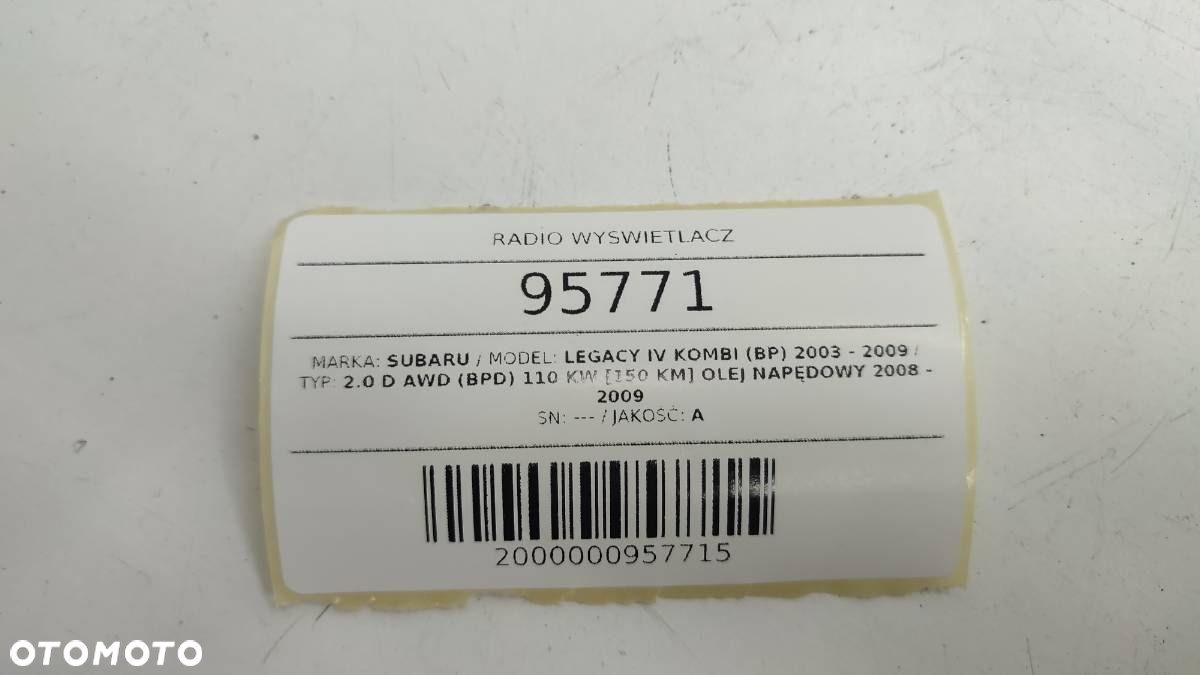 RADIO WYSWIETLACZ
95771
MARKA: SUBARU / MODEL: LEGACY IV KOMBI (BP) 2003 - 2009 /
TYP: 2.0 D AWD (BPD) 110 KW [150 KM] OLEJ NAPĘDOWY 2008 -
2009
SN: --- / JAKOŚĆ: A
2000000957715
OTOMOTO